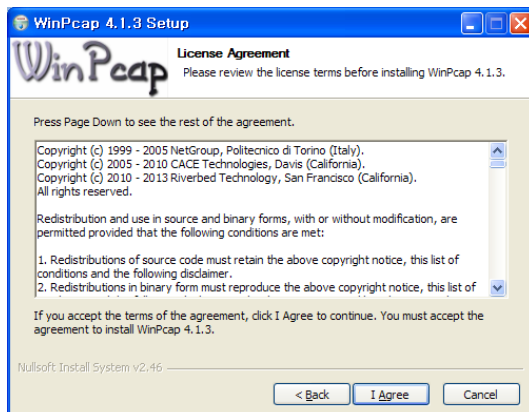 WinPcap 4.1.3 Setup
WinPcap
License Agreement
Please review the license terms before installing WinPcap 4.1.3.
Press Page Down to see the rest of the agreement.
Copyright (c) 1999 - 2005 NetGroup, Politecnico di Torino (Italy).
Copyright (c) 2005 - 2010 CACE Technologies, Davis (California).
Copyright (c) 2010 - 2013 Riverbed Technology, San Francisco (California).
All rights reserved.
Redistribution and use in source and binary forms, with or without modification, are
permitted provided that the following conditions are met:
1. Redistributions of source code must retain the above copyright notice, this list of
conditions and the following disclaimer.
2. Redistributions in binary form must reproduce the above copyright notice, this list of
If you accept the terms of the agreement, click I Agree to continue. You must accept the
agreement to install WinPcap 4.1.3.
Nullsoft Install System v2.46
< Back
I Agree
Cancel